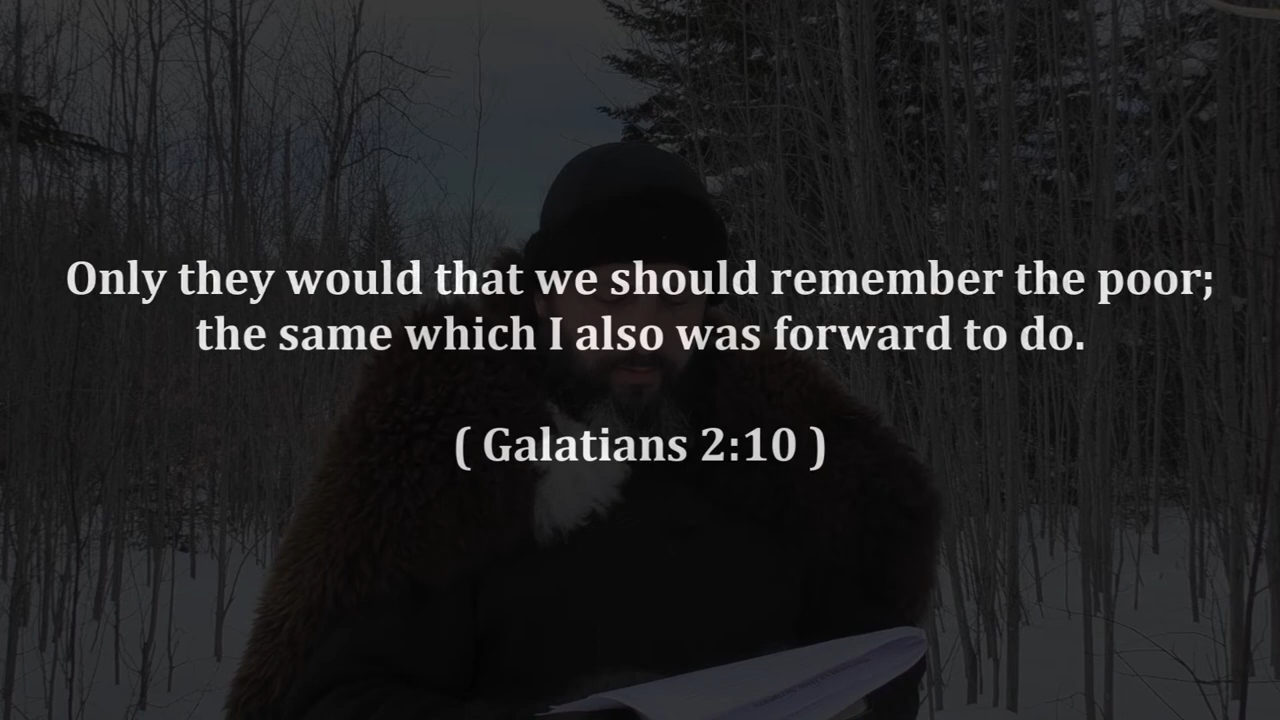 Only they would that we should remember the poor;
the same which I also was forward to do.
( Galatians 2:10 )